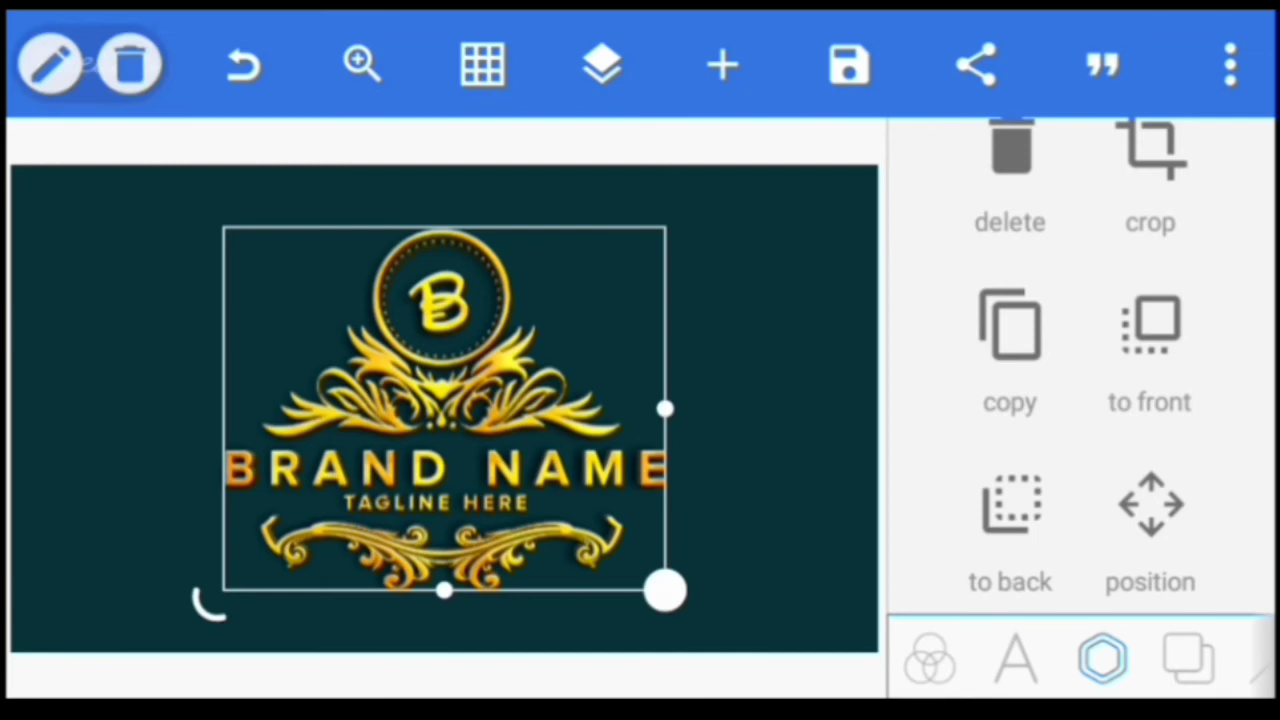 delete
crop
B
copy
to front
BRAND NAME
TAGLINE HERE
to back
position
A